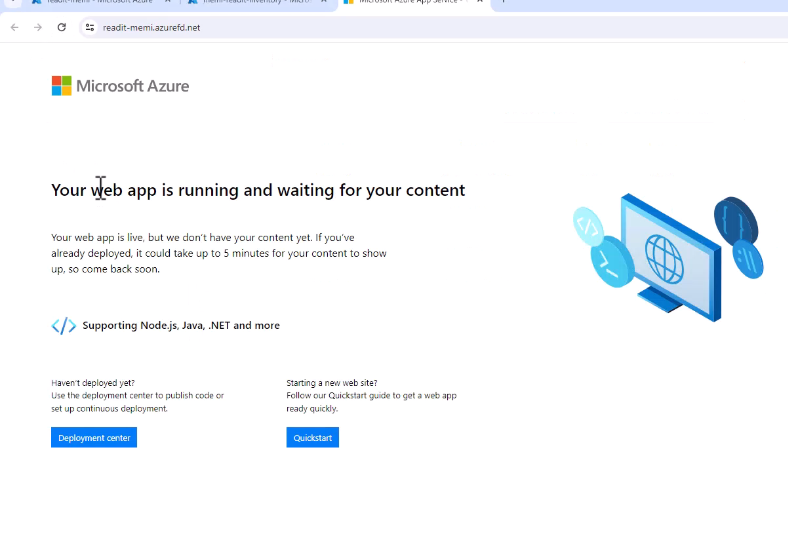 readit-memi - Microsoft Azure
memi-readit-inventory - Micros
Microsoft Azure App Service -
readit-memi.azurefd.net
Microsoft Azure
Your web app is running and waiting for your content
Your web app is live, but we don't have your content yet. If you've
already deployed, it could take up to 5 minutes for your content to show
up, so come back soon.
</> Supporting Node.js, Java, .NET and more
Haven't deployed yet?
Use the deployment center to publish code or
set up continuous deployment.
Deployment center
Starting a new web site?
Follow our Quickstart guide to get a web app
ready quickly.
Quickstart